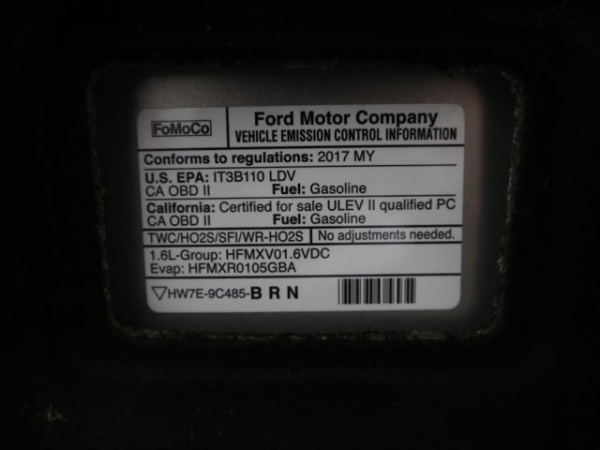 FoMoCo
Ford Motor Company
VEHICLE EMISSION CONTROL INFORMATION
Conforms to regulations: 2017 MY
U.S. EPA: IT3B110 LDV
CA OBD II Fuel: Gasoline
California: Certified for sale ULEV II qualified PC
CA OBD II Fuel: Gasoline
TWC/HO2S/SFI/WR-HO2S No adjustments needed.
1.6L-Group: HFMXV01.6VDC
Evap: HFMXR0105GBA
HW7E-9C485-B R N